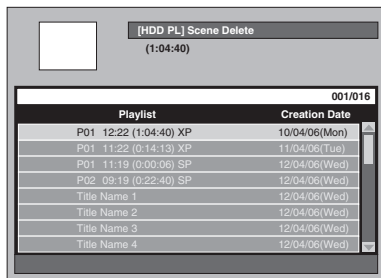 [HDD PL] Scene Delete
(1:04:40)
001/016
Playlist Creation Date
P01 12:22 (1:04:40) XP 10/04/06(Mon)
P01 11:22 (0:14:13) XP 11/04/06(Tue)
P01 11:19 (0:00:06) SP 12/04/06(Wed)
P02 09:19 (0:22:40) SP 12/04/06(Wed)
Title Name 1 12/04/06(Wed)
Title Name 2 12/04/06(Wed)
Title Name 3 12/04/06(Wed)
Title Name 4 12/04/06(Wed)